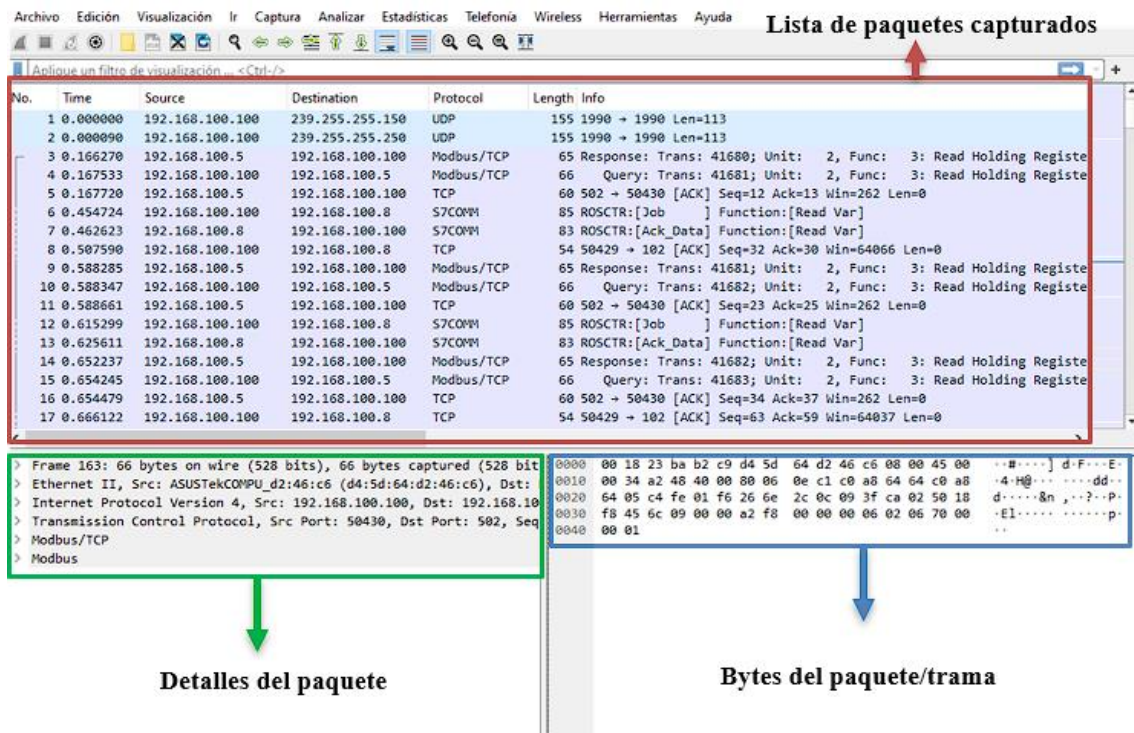 Archivo Edición Visualización Ir Captura Analizar Estadísticas Telefonía Wireless Herramientas Ayuda
Lista de paquetes capturados
Aplique un filtro de visualización ... <Ctrl-/>
No. Time Source Destination Protocol Length Info
1 0.000000 192.168.100.100 239.255.255.150 UDP 155 1990 → 1990 Len=113
2 0.000090 192.168.100.100 239.255.255.250 UDP 155 1990 → 1990 Len=113
3 0.166270 192.168.100.5 192.168.100.100 Modbus/TCP 65 Response: Trans: 41680; Unit: 2, Func: 3: Read Holding Registe
4 0.167533 192.168.100.100 192.168.100.5 Modbus/TCP 66 Query: Trans: 41681; Unit: 2, Func: 3: Read Holding Registe
5 0.167720 192.168.100.5 192.168.100.100 TCP 60 502 → 50430 [ACK] Seq=12 Ack=13 Win=262 Len=0
6 0.454724 192.168.100.100 192.168.100.8 S7COMM 85 ROSCTR:[Job ] Function:[Read Var]
7 0.462623 192.168.100.8 192.168.100.100 S7COMM 83 ROSCTR:[Ack_Data] Function:[Read Var]
8 0.507590 192.168.100.100 192.168.100.8 TCP 54 50429 → 102 [ACK] Seq=32 Ack=30 Win=64066 Len=0
9 0.588285 192.168.100.5 192.168.100.100 Modbus/TCP 65 Response: Trans: 41681; Unit: 2, Func: 3: Read Holding Registe
10 0.588347 192.168.100.100 192.168.100.5 Modbus/TCP 66 Query: Trans: 41682; Unit: 2, Func: 3: Read Holding Registe
11 0.588661 192.168.100.5 192.168.100.100 TCP 60 502 → 50430 [ACK] Seq=23 Ack=25 Win=262 Len=0
12 0.615299 192.168.100.100 192.168.100.8 S7COMM 85 ROSCTR:[Job ] Function:[Read Var]
13 0.625611 192.168.100.8 192.168.100.100 S7COMM 83 ROSCTR:[Ack_Data] Function:[Read Var]
14 0.652237 192.168.100.5 192.168.100.100 Modbus/TCP 65 Response: Trans: 41682; Unit: 2, Func: 3: Read Holding Registe
15 0.654245 192.168.100.100 192.168.100.5 Modbus/TCP 66 Query: Trans: 41683; Unit: 2, Func: 3: Read Holding Registe
16 0.654479 192.168.100.5 192.168.100.100 TCP 60 502 → 50430 [ACK] Seq=34 Ack=37 Win=262 Len=0
17 0.666122 192.168.100.100 192.168.100.8 TCP 54 50429 → 102 [ACK] Seq=63 Ack=59 Win=64037 Len=0
> Frame 163: 66 bytes on wire (528 bits), 66 bytes captured (528 bit
> Ethernet II, Src: ASUSTekCOMPU_d2:46:c6 (d4:5d:64:d2:46:c6), Dst:
> Internet Protocol Version 4, Src: 192.168.100.100, Dst: 192.168.10
> Transmission Control Protocol, Src Port: 50430, Dst Port: 502, Seq
> Modbus/TCP
> Modbus
0000 00 18 23 ba b2 c9 d4 5d 64 d2 46 c6 08 00 45 00 ··#····] d·F···E·
0010 00 34 a2 48 40 00 80 06 0e c1 c0 a8 64 64 c0 a8 ·4·H@··· ····dd··
0020 64 05 c4 fe 01 f6 26 6e 2c 0c 09 3f ca 02 50 18 d·····&n ,··?··P·
0030 f8 45 6c 09 00 00 a2 f8 00 00 00 06 02 06 70 00 ·El····· ······p·
0040 00 01 ··
Detalles del paquete
Bytes del paquete/trama